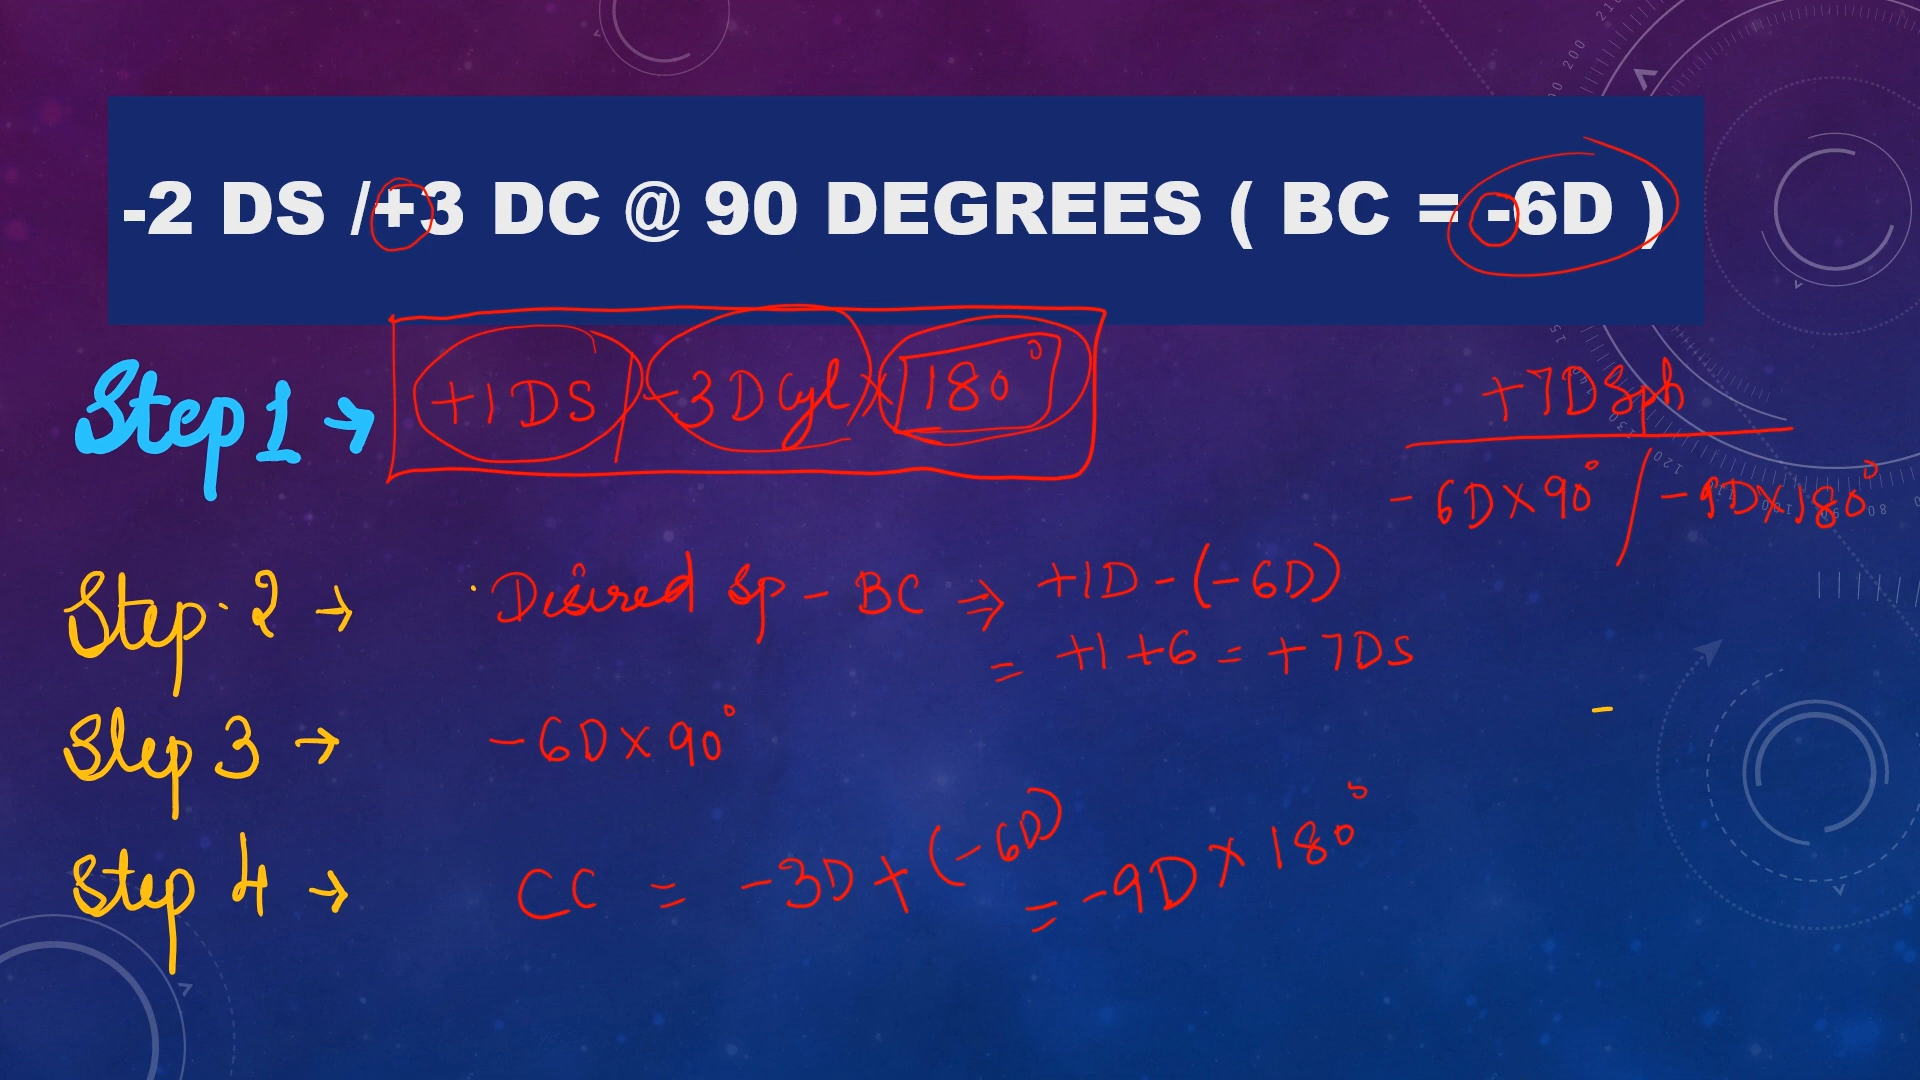 -2 DS /+3 DC @ 90 DEGREES ( BC = -6D )
Step 1 → +1 DS / -3 D Cyl x 180°
+7D Sph
-6D x 90° / -9D x 180°
Step 2 → Desired Sp - BC ⇒ +1D - (-6D)
= +1 +6 = +7DS
Step 3 → -6D x 90°
Step 4 → CC = -3D + (-6D)
= -9D x 180°